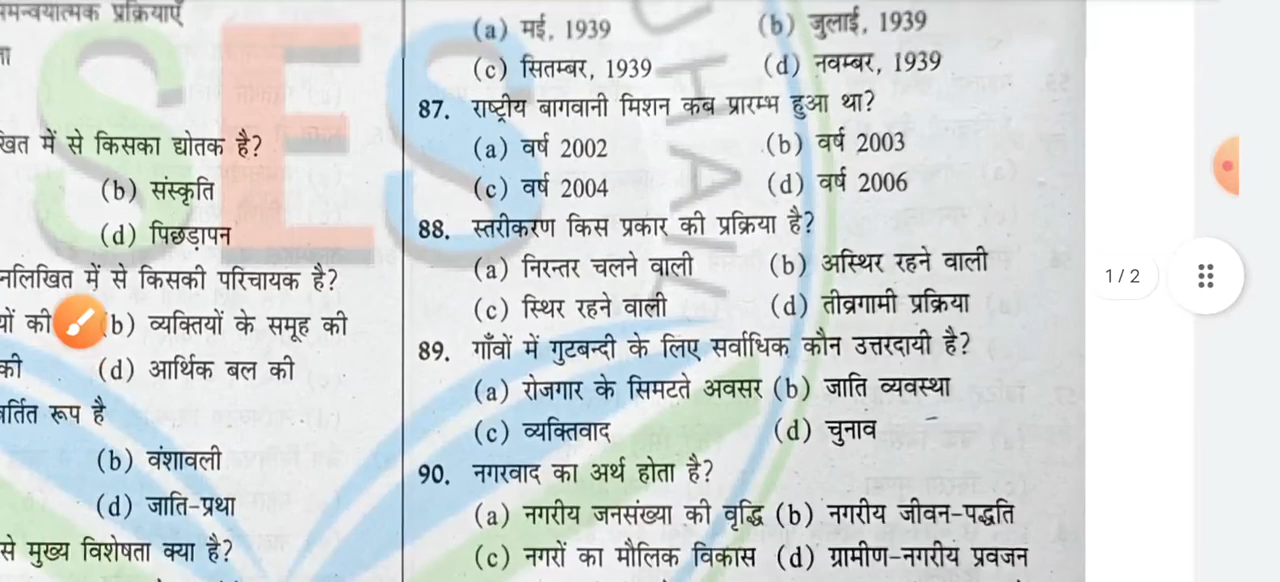 समन्वयात्मक प्रक्रियाएँ
में से किसका द्योतक है?
(b) संस्कृति
(d) पिछड़ापन
में से किसकी परिचायक है?
की (b) व्यक्तियों के समूह की
की (d) आर्थिक बल की
रूप है
(b) वंशावली
(d) जाति-प्रथा
से मुख्य विशेषता क्या है?
(a) मई, 1939 (b) जुलाई, 1939
(c) सितम्बर, 1939 (d) नवम्बर, 1939
87. राष्ट्रीय बागवानी मिशन कब प्रारम्भ हुआ था?
(a) वर्ष 2002 (b) वर्ष 2003
(c) वर्ष 2004 (d) वर्ष 2006
88. स्तरीकरण किस प्रकार की प्रक्रिया है?
(a) निरन्तर चलने वाली (b) अस्थिर रहने वाली
(c) स्थिर रहने वाली (d) तीव्रगामी प्रक्रिया
89. गाँवों में गुटबन्दी के लिए सर्वाधिक कौन उत्तरदायी है?
(a) रोजगार के सिमटते अवसर (b) जाति व्यवस्था
(c) व्यक्तिवाद (d) चुनाव
90. नगरवाद का अर्थ होता है?
(a) नगरीय जनसंख्या की वृद्धि (b) नगरीय जीवन-पद्धति
(c) नगरों का मौलिक विकास (d) ग्रामीण-नगरीय प्रवजन
SES
1/2